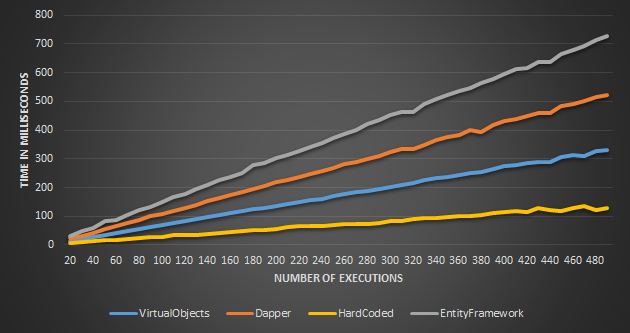 800
700
600
500
400
300
200
100
0
TIME IN MILLISECONDS
20 40 60 80 100 120 140 160 180 200 220 240 260 280 300 320 340 360 380 400 420 440 460 480
NUMBER OF EXECUTIONS
VirtualObjects Dapper HardCoded EntityFramework